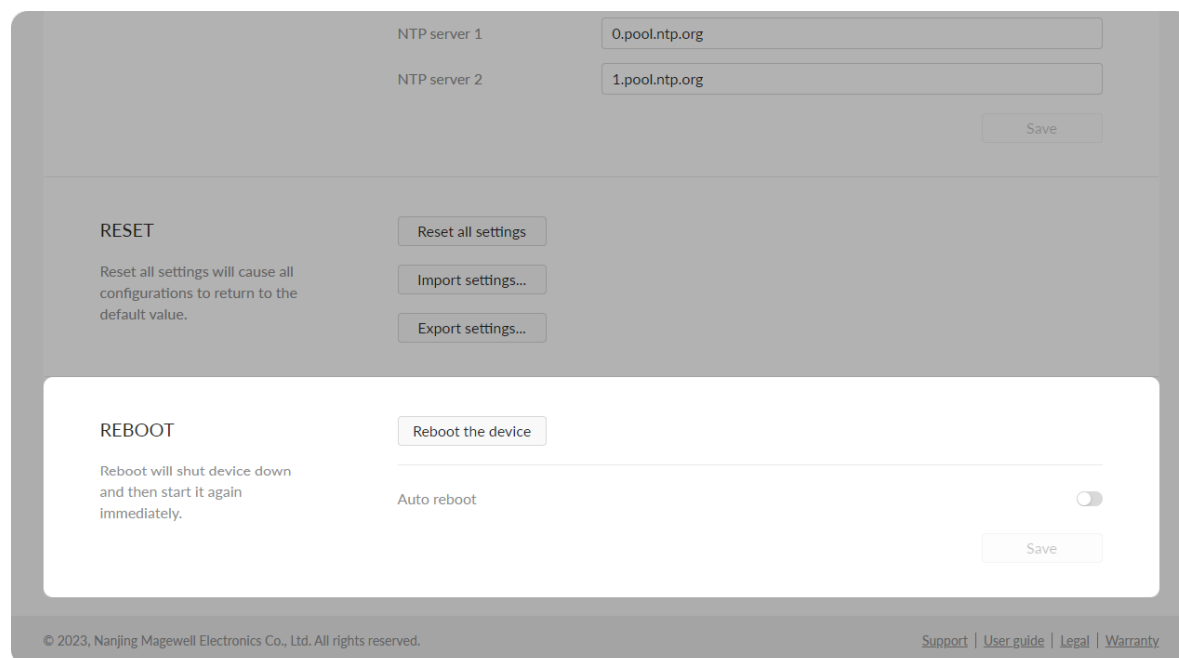 NTP server 1
0.pool.ntp.org
NTP server 2
1.pool.ntp.org
Save
RESET
Reset all settings will cause all
configurations to return to the
default value.
Reset all settings
Import settings...
Export settings...
REBOOT
Reboot will shut device down
and then start it again
immediately.
Reboot the device
Auto reboot
Save
© 2023, Nanjing Magewell Electronics Co., Ltd. All rights reserved.
Support | User guide | Legal | Warranty